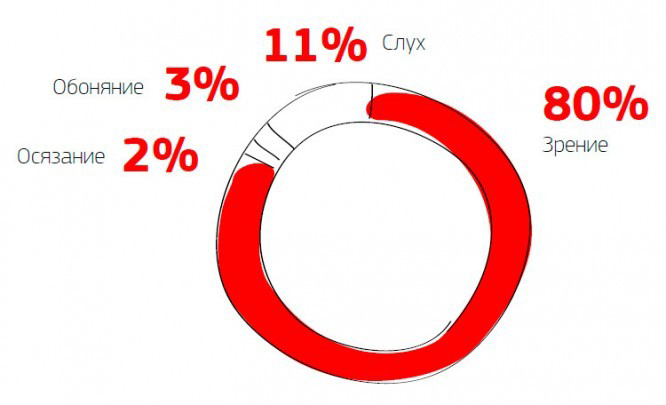 11% Слух
Обоняние 3%
80%
Осязание 2%
Зрение